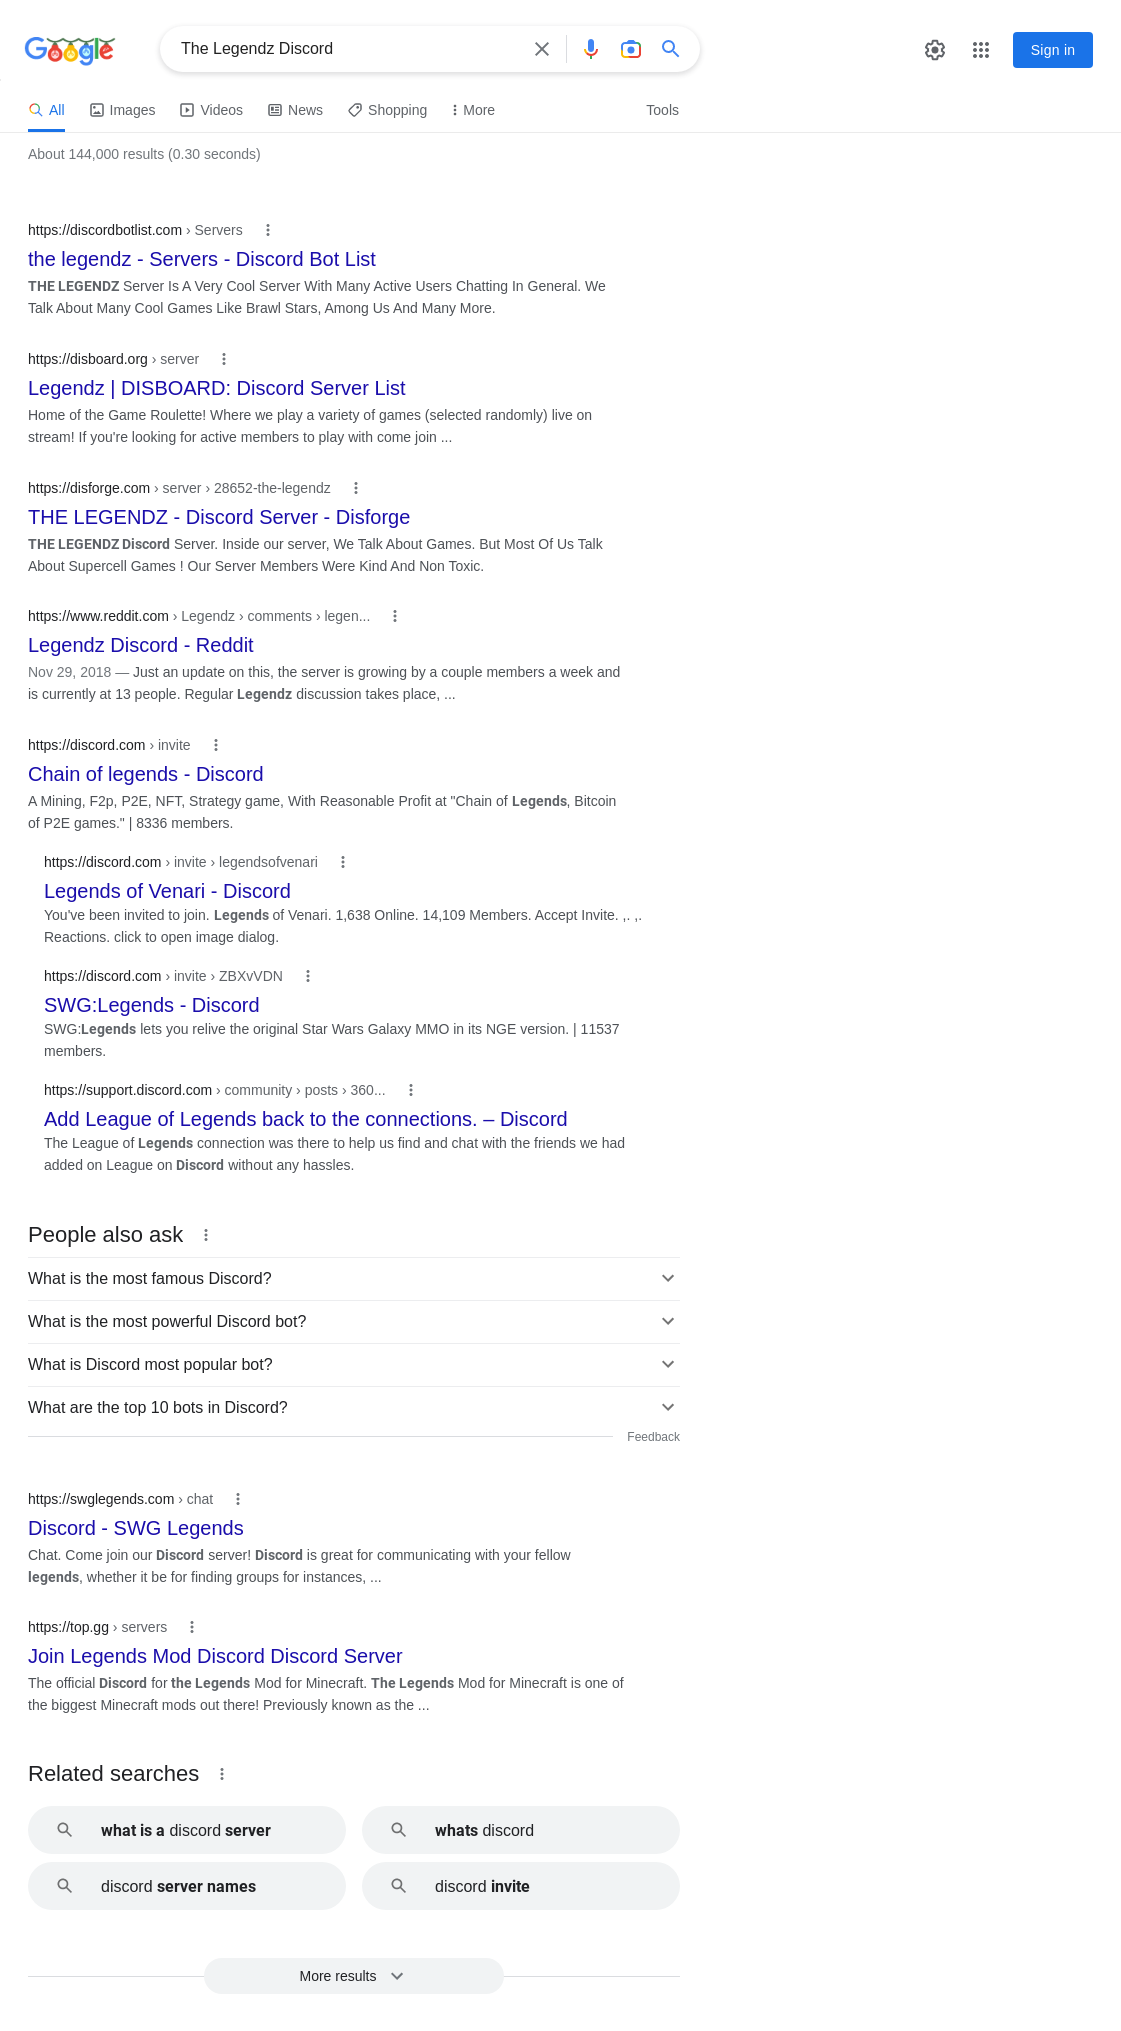 Google
The Legendz Discord
Sign in
All
Images
Videos
News
Shopping
More
Tools
About 144,000 results (0.30 seconds)
https://discordbotlist.com › Servers
the legendz - Servers - Discord Bot List
THE LEGENDZ Server Is A Very Cool Server With Many Active Users Chatting In General. We
Talk About Many Cool Games Like Brawl Stars, Among Us And Many More.
https://disboard.org › server
Legendz | DISBOARD: Discord Server List
Home of the Game Roulette! Where we play a variety of games (selected randomly) live on
stream! If you're looking for active members to play with come join ...
https://disforge.com › server › 28652-the-legendz
THE LEGENDZ - Discord Server - Disforge
THE LEGENDZ Discord Server. Inside our server, We Talk About Games. But Most Of Us Talk
About Supercell Games ! Our Server Members Were Kind And Non Toxic.
https://www.reddit.com › Legendz › comments › legen...
Legendz Discord - Reddit
Nov 29, 2018 — Just an update on this, the server is growing by a couple members a week and
is currently at 13 people. Regular Legendz discussion takes place, ...
https://discord.com › invite
Chain of legends - Discord
A Mining, F2p, P2E, NFT, Strategy game, With Reasonable Profit at "Chain of Legends, Bitcoin
of P2E games." | 8336 members.
https://discord.com › invite › legendsofvenari
Legends of Venari - Discord
You've been invited to join. Legends of Venari. 1,638 Online. 14,109 Members. Accept Invite. ,. ,.
Reactions. click to open image dialog.
https://discord.com › invite › ZBXvVDN
SWG:Legends - Discord
SWG:Legends lets you relive the original Star Wars Galaxy MMO in its NGE version. | 11537
members.
https://support.discord.com › community › posts › 360...
Add League of Legends back to the connections. – Discord
The League of Legends connection was there to help us find and chat with the friends we had
added on League on Discord without any hassles.
People also ask
What is the most famous Discord?
What is the most powerful Discord bot?
What is Discord most popular bot?
What are the top 10 bots in Discord?
Feedback
https://swglegends.com › chat
Discord - SWG Legends
Chat. Come join our Discord server! Discord is great for communicating with your fellow
legends, whether it be for finding groups for instances, ...
https://top.gg › servers
Join Legends Mod Discord Discord Server
The official Discord for the Legends Mod for Minecraft. The Legends Mod for Minecraft is one of
the biggest Minecraft mods out there! Previously known as the ...
Related searches
what is a discord server
whats discord
discord server names
discord invite
More results